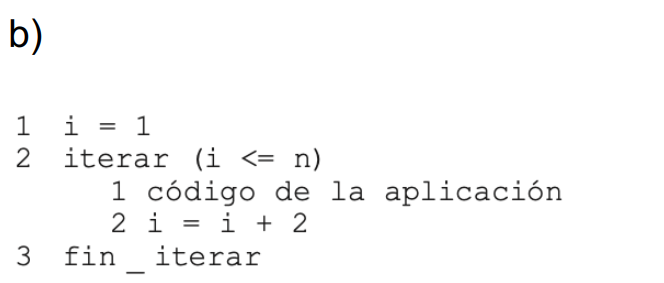 b)
1 i = 1
2 iterar (i <= n)
1 código de la aplicación
2 i = i + 2
3 fin _ iterar